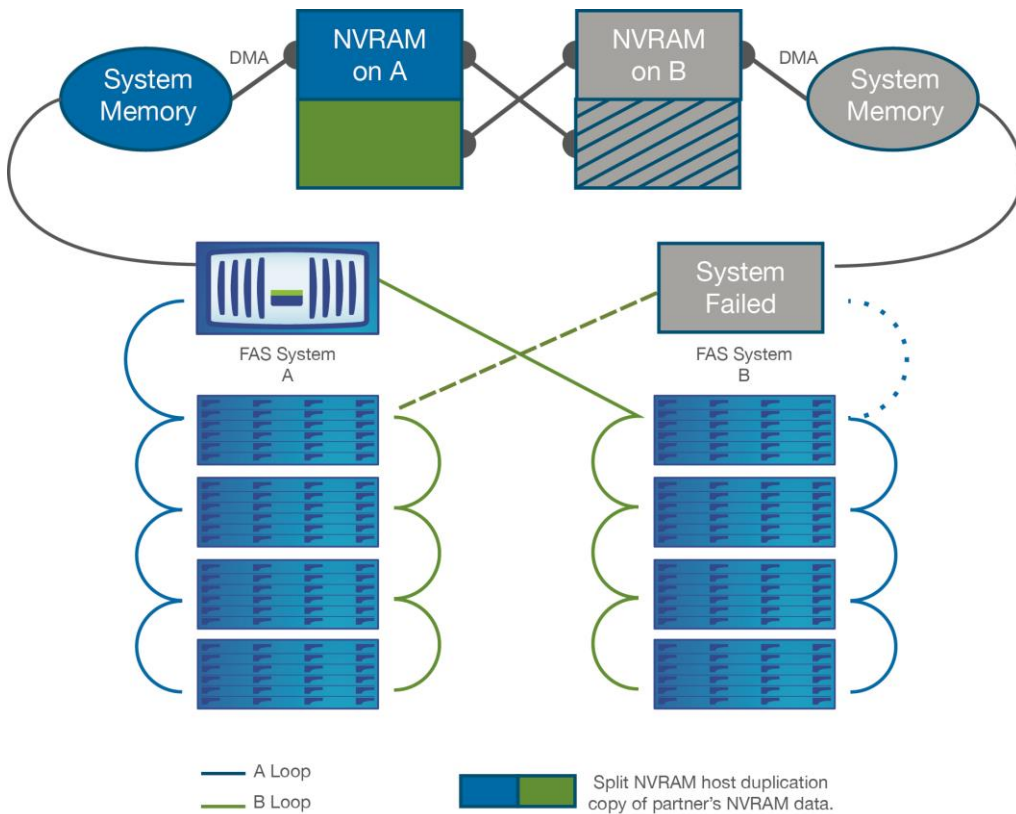 DMA
NVRAM
on A
NVRAM
on B
DMA
System
Memory
System
Memory
System
Failed
FAS System
A
FAS System
B
A Loop
B Loop
Split NVRAM host duplication
copy of partner's NVRAM data.